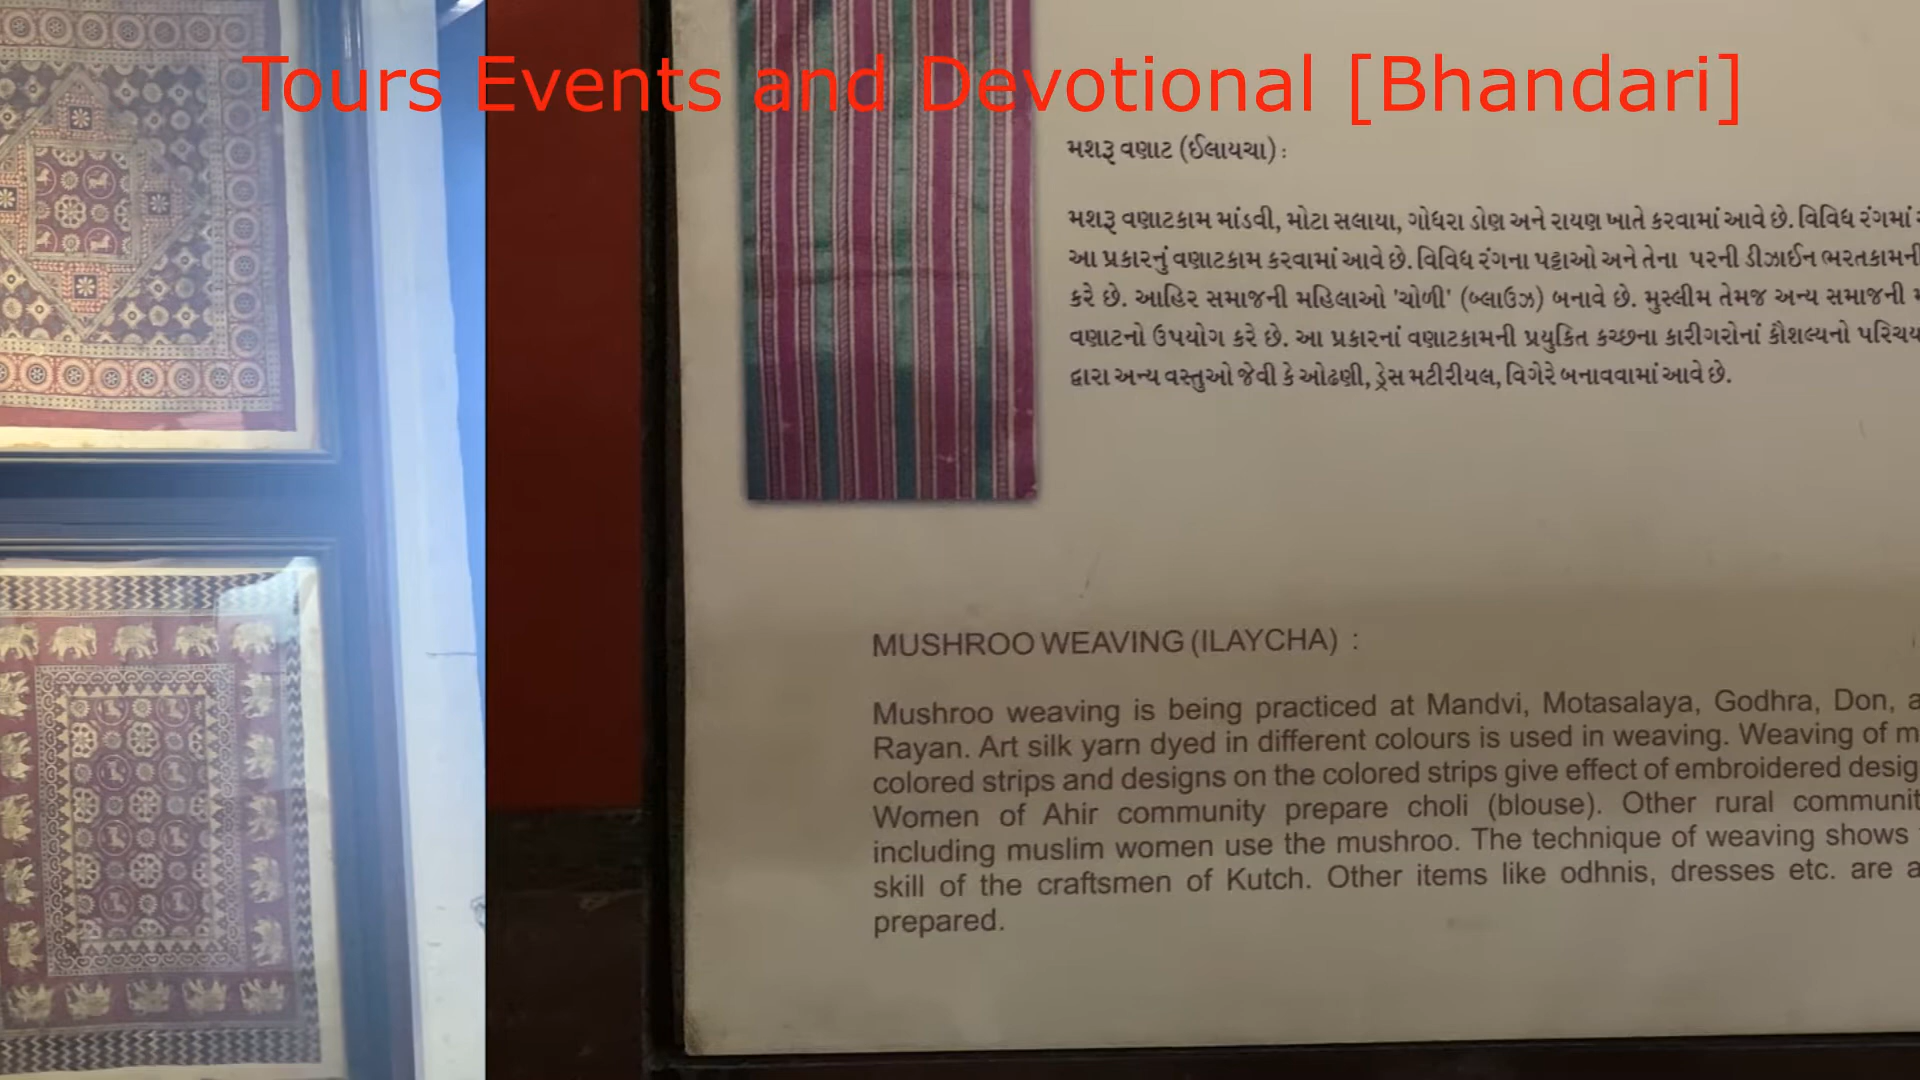 Tours Events and Devotional [Bhandari]
મશરૂ વણાટ (ઈલાયચા) :
મશરૂ વણાટકામ માંડવી, મોટા સલાયા, ગોધરા ડોણ અને રાયણ ખાતે કરવામાં આવે છે. વિવિધ રંગમાં
આ પ્રકારનું વણાટકામ કરવામાં આવે છે. વિવિધ રંગના પટ્ટાઓ અને તેના પરની ડીઝાઈન ભરતકામની
કરે છે. આહિર સમાજની મહિલાઓ 'ચોળી' (બ્લાઉઝ) બનાવે છે. મુસ્લીમ તેમજ અન્ય સમાજની
વણાટનો ઉપયોગ કરે છે. આ પ્રકારનાં વણાટકામની પ્રયુકિત કચ્છના કારીગરોનાં કૌશલ્યનો પરિચય
દ્વારા અન્ય વસ્તુઓ જેવી કે ઓઢણી, ડ્રેસ મટીરીયલ, વિગેરે બનાવવામાં આવે છે.
MUSHROO WEAVING (ILAYCHA) :
Mushroo weaving is being practiced at Mandvi, Motasalaya, Godhra, Don,
Rayan. Art silk yarn dyed in different colours is used in weaving. Weaving of
colored strips and designs on the colored strips give effect of embroidered
Women of Ahir community prepare choli (blouse). Other rural
including muslim women use the mushroo. The technique of weaving shows
skill of the craftsmen of Kutch. Other items like odhnis, dresses etc. are
prepared.